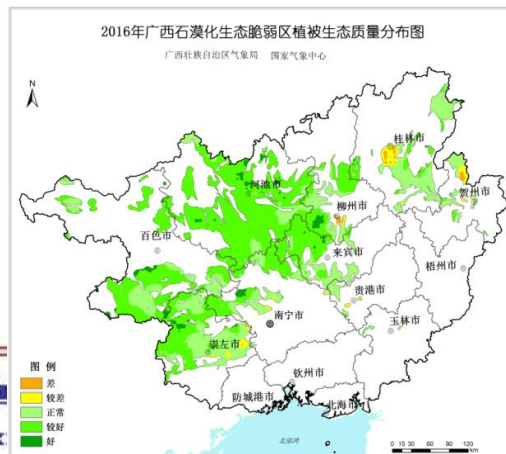 2016年广西石漠化生态脆弱区植被生态质量分布图
广西壮族自治区气象局 国家气象中心
N
桂林市
河池市
贺州市
柳州市
百色市
来宾市
梧州市
贵港市
南宁市
玉林市
崇左市
钦州市
防城港市
北海市
北部湾
图 例
差
较差
正常
较好
好
0 15 30 60 90 120
km